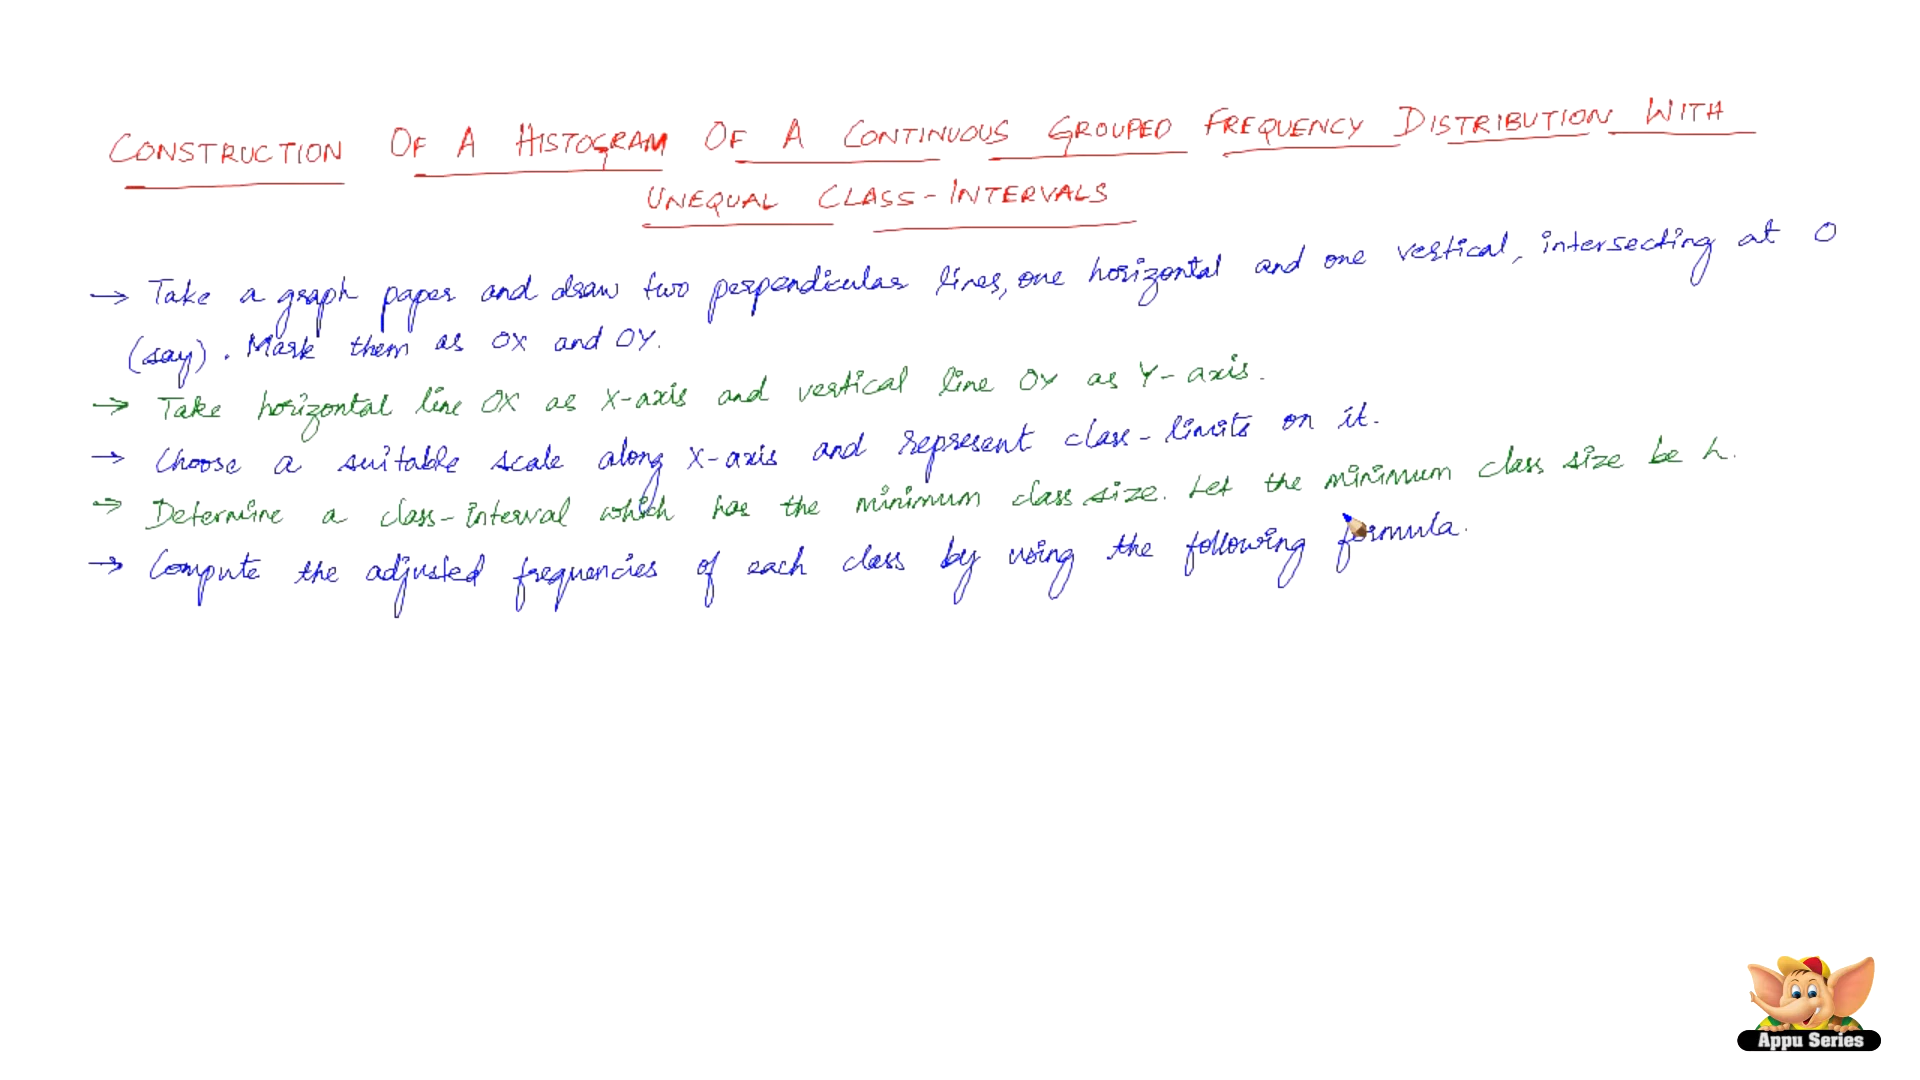 CONSTRUCTION OF A HISTOGRAM OF A CONTINUOUS GROUPED FREQUENCY DISTRIBUTION WITH
UNEQUAL CLASS-INTERVALS
→ Take a graph paper and draw two perpendicular lines, one horizontal and one vertical, intersecting at O
(say). Mark them as OX and OY.
→ Take horizontal line OX as X-axis and vertical line OY as Y-axis.
→ Choose a suitable scale along X-axis and represent class-limits on it.
→ Determine a class-interval which has the minimum class size. Let the minimum class size be h.
→ Compute the adjusted frequencies of each class by using the following formula.
Appu Series